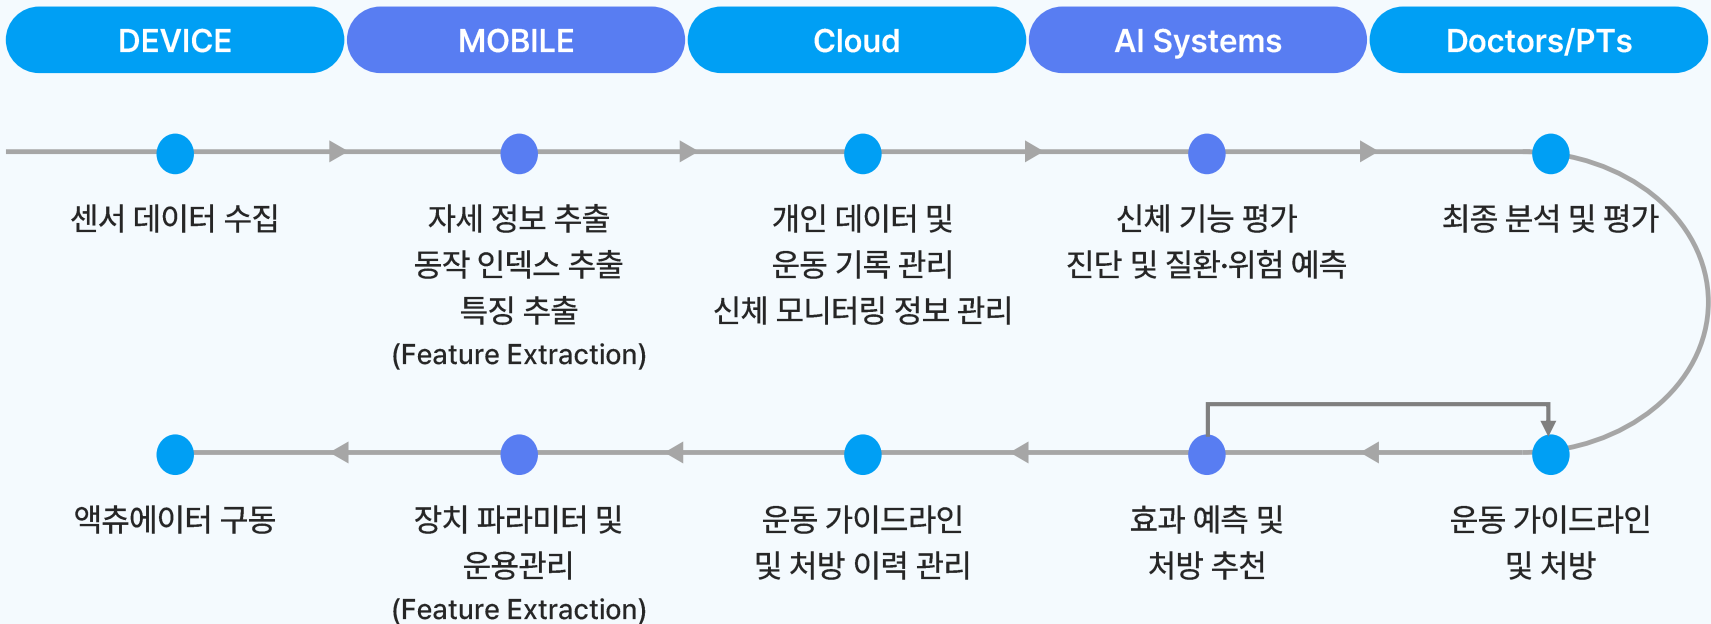 DEVICE
MOBILE
Cloud
AI Systems
Doctors/PTs
센서 데이터 수집
자세 정보 추출
동작 인덱스 추출
특징 추출
(Feature Extraction)
개인 데이터 및
운동 기록 관리
신체 모니터링 정보 관리
신체 기능 평가
진단 및 질환·위험 예측
최종 분석 및 평가
액츄에이터 구동
장치 파라미터 및
운용관리
(Feature Extraction)
운동 가이드라인
및 처방 이력 관리
효과 예측 및
처방 추천
운동 가이드라인
및 처방